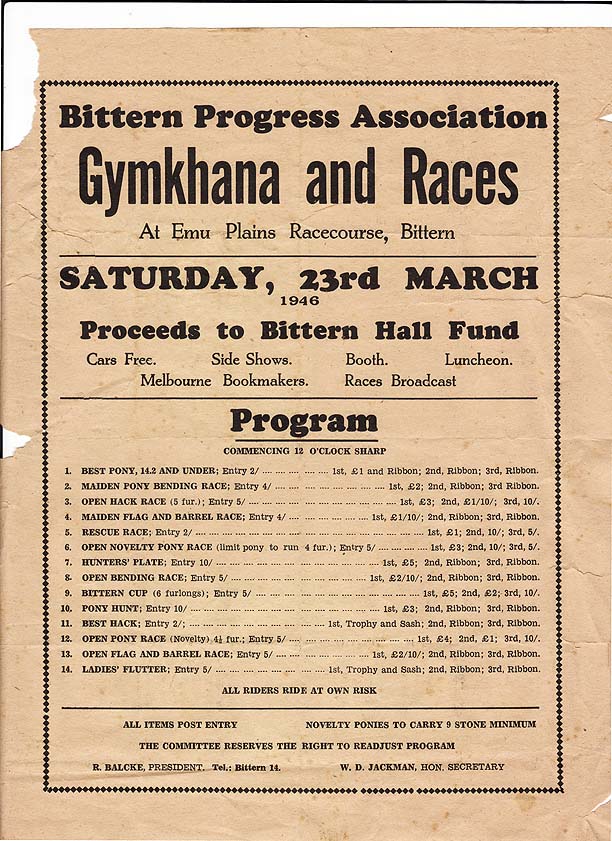 Bittern Progress Association
Gymkhana and Races
At Emu Plains Racecourse, Bittern
SATURDAY, 23rd MARCH
1946
Proceeds to Bittern Hall Fund
Cars Free. Side Shows. Booth. Luncheon.
Melbourne Bookmakers. Races Broadcast
Program
COMMENCING 12 O'CLOCK SHARP
1. BEST PONY, 14.2 AND UNDER; Entry 2/ .... .... .... .... .... .... 1st, £1 and Ribbon; 2nd, Ribbon; 3rd, Ribbon.
2. MAIDEN PONY BENDING RACE; Entry 4/ .... .... .... .... .... .... 1st, £2; 2nd, Ribbon; 3rd, Ribbon.
3. OPEN HACK RACE (5 fur.); Entry 5/ .... .... .... .... .... .... 1st, £3; 2nd, £1/10/; 3rd, 10/.
4. MAIDEN FLAG AND BARREL RACE; Entry 4/ .... .... .... .... 1st, £1/10/; 2nd, Ribbon; 3rd, Ribbon.
5. RESCUE RACE; Entry 2/ .... .... .... .... .... .... 1st, £1; 2nd, 10/; 3rd, 5/.
6. OPEN NOVELTY PONY RACE (limit pony to run 4 fur.); Entry 5/ .... .... .... .... 1st, £3; 2nd, 10/; 3rd, 5/.
7. HUNTERS' PLATE; Entry 10/ .... .... .... .... .... .... 1st, £5; 2nd, Ribbon; 3rd, Ribbon.
8. OPEN BENDING RACE; Entry 5/ .... .... .... .... .... .... 1st, £2/10/; 2nd, Ribbon; 3rd, Ribbon.
9. BITTERN CUP (6 furlongs); Entry 5/ .... .... .... .... .... .... 1st, £5; 2nd, £2; 3rd, 10/.
10. PONY HUNT; Entry 10/ .... .... .... .... .... .... 1st, £3; 2nd, Ribbon; 3rd, Ribbon.
11. BEST HACK; Entry 2/; .... .... .... .... .... .... 1st, Trophy and Sash; 2nd, Ribbon; 3rd, Ribbon.
12. OPEN PONY RACE (Novelty) 4½ fur.; Entry 5/ .... .... .... .... .... .... 1st, £4; 2nd, £1; 3rd, 10/.
13. OPEN FLAG AND BARREL RACE; Entry 5/ .... .... .... .... .... 1st, £2/10/; 2nd, Ribbon; 3rd, Ribbon.
14. LADIES' FLUTTER; Entry 5/ .... .... .... .... .... .... 1st, Trophy and Sash; 2nd, Ribbon; 3rd, Ribbon.
ALL RIDERS RIDE AT OWN RISK
ALL ITEMS POST ENTRY NOVELTY PONIES TO CARRY 9 STONE MINIMUM
THE COMMITTEE RESERVES THE RIGHT TO READJUST PROGRAM
R. BALCKE, PRESIDENT. Tel.: Bittern 14. W. D. JACKMAN, HON. SECRETARY